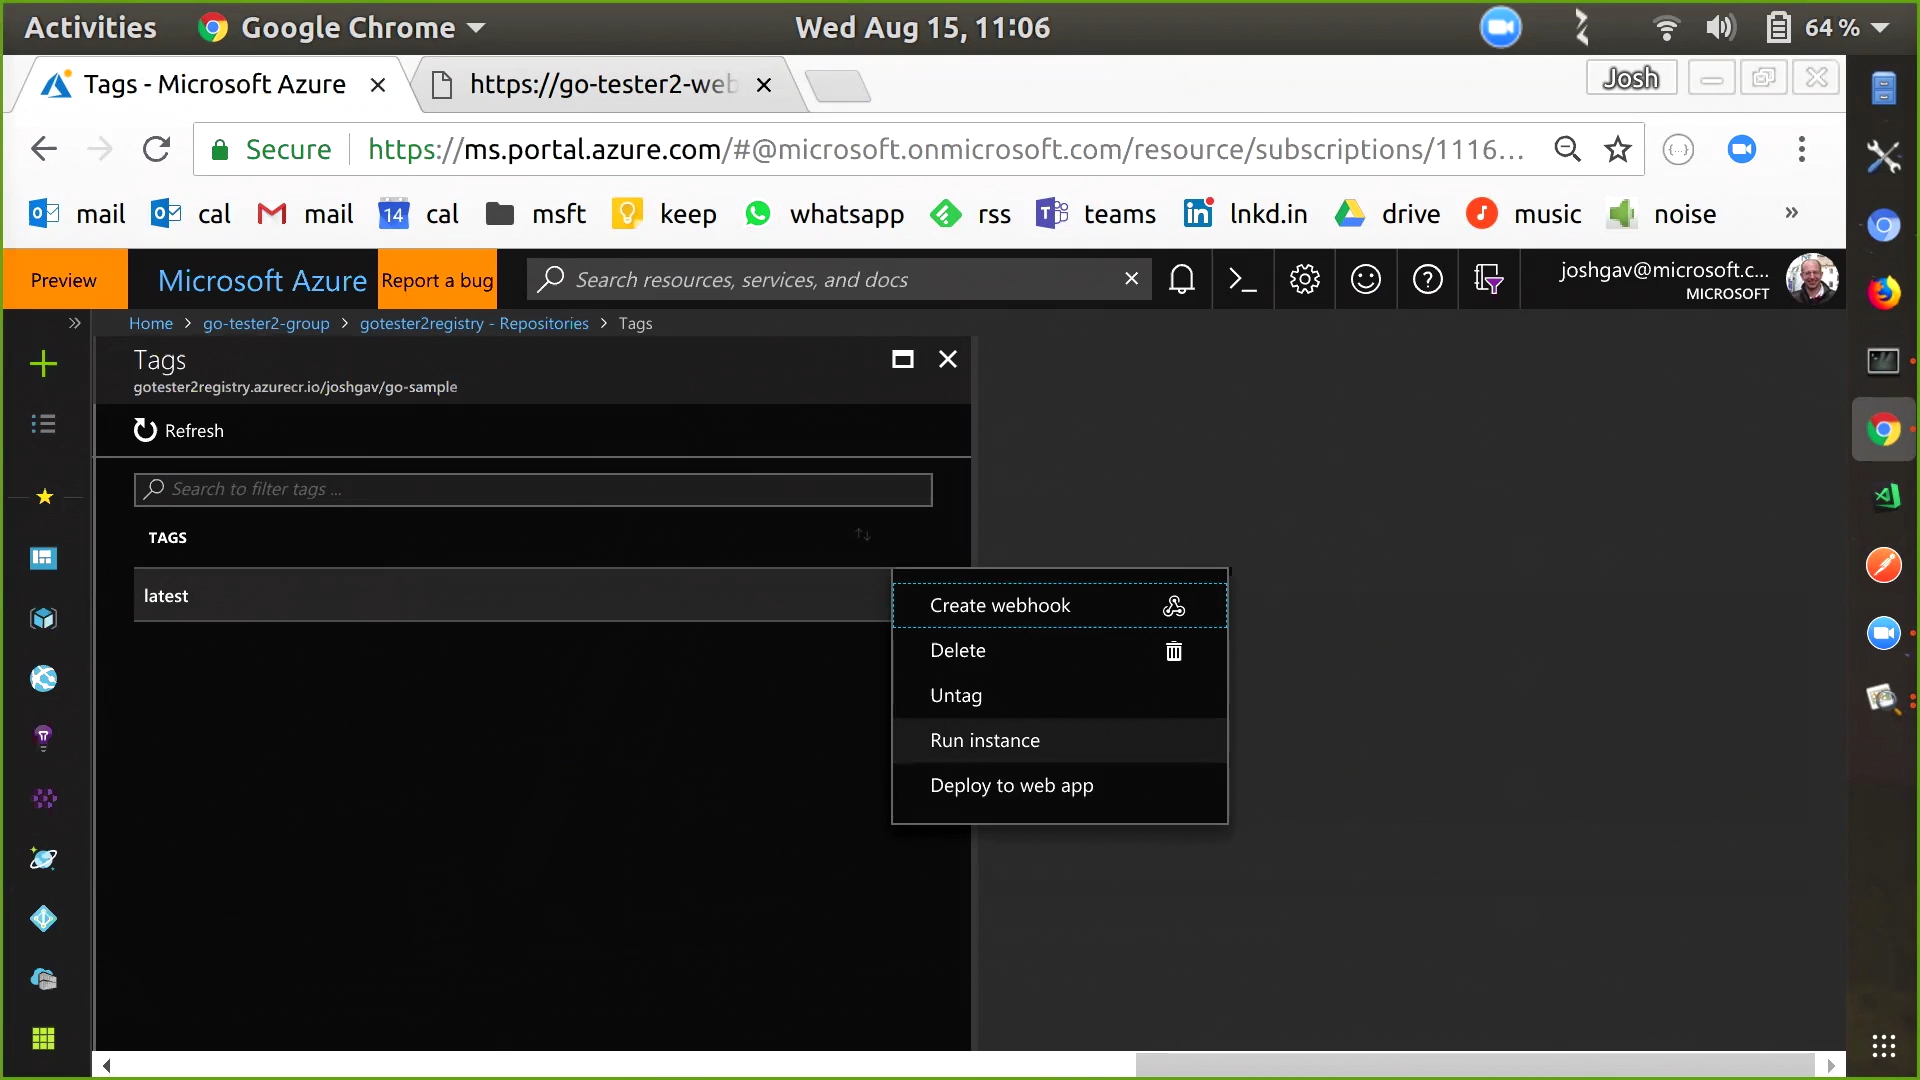 Activities Google Chrome Wed Aug 15, 11:06 64 %
Tags - Microsoft Azure https://go-tester2-web Josh
Secure https://ms.portal.azure.com/#@microsoft.onmicrosoft.com/resource/subscriptions/1116...
mail cal mail 14 cal msft keep whatsapp rss teams lnkd.in drive music noise »
Preview Microsoft Azure Report a bug Search resources, services, and docs joshgav@microsoft.c...
MICROSOFT
Home > go-tester2-group > gotester2registry - Repositories > Tags
Tags
gotester2registry.azurecr.io/joshgav/go-sample
Refresh
Search to filter tags ...
TAGS
latest
Create webhook
Delete
Untag
Run instance
Deploy to web app